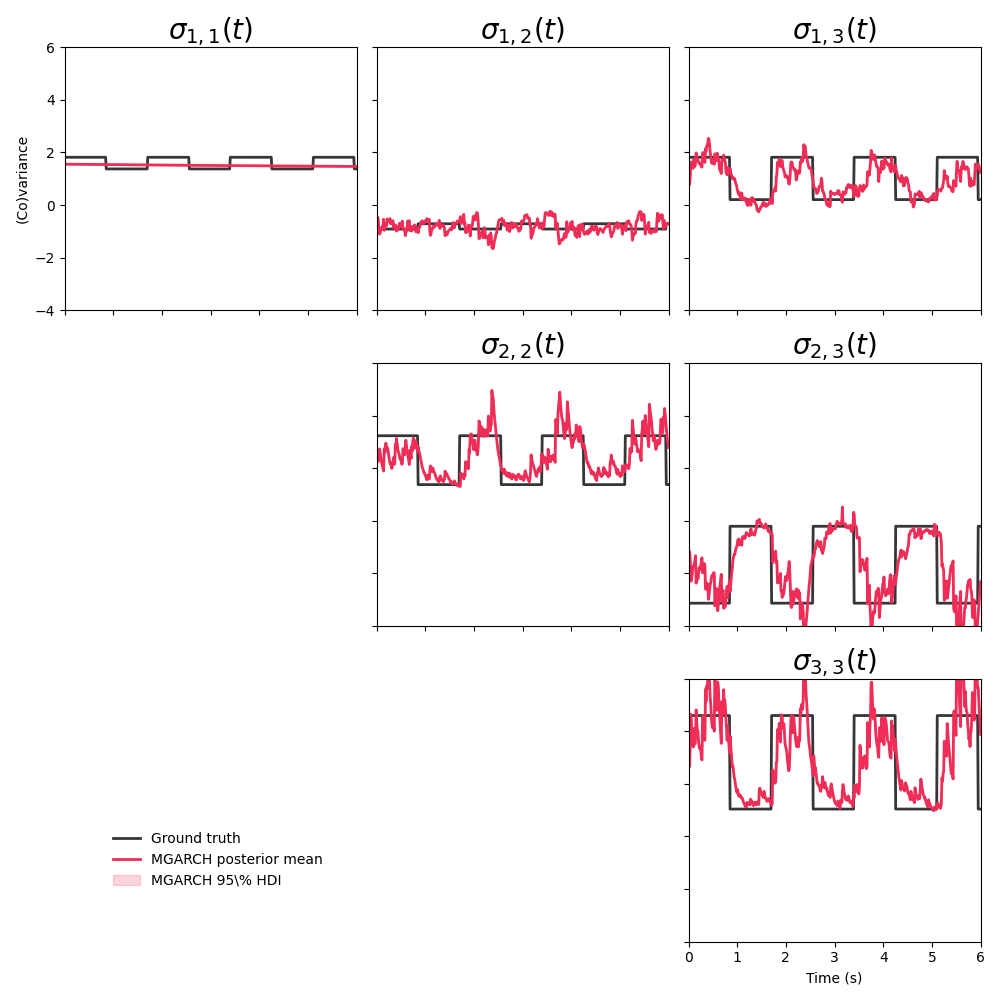 σ1,1(t) σ1,2(t) σ1,3(t)
6
4
2
0
−2
−4
(Co)variance
σ2,2(t) σ2,3(t)
σ3,3(t)
Ground truth
MGARCH posterior mean
MGARCH 95\% HDI
0 1 2 3 4 5 6
Time (s)